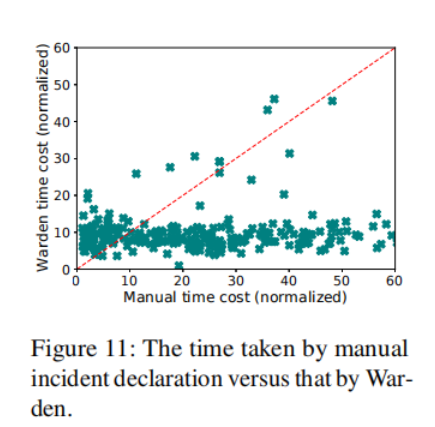 60
50
40
30
20
10
0
Warden time cost (normalized)
0 10 20 30 40 50 60
Manual time cost (normalized)
Figure 11: The time taken by manual
incident declaration versus that by War-
den.